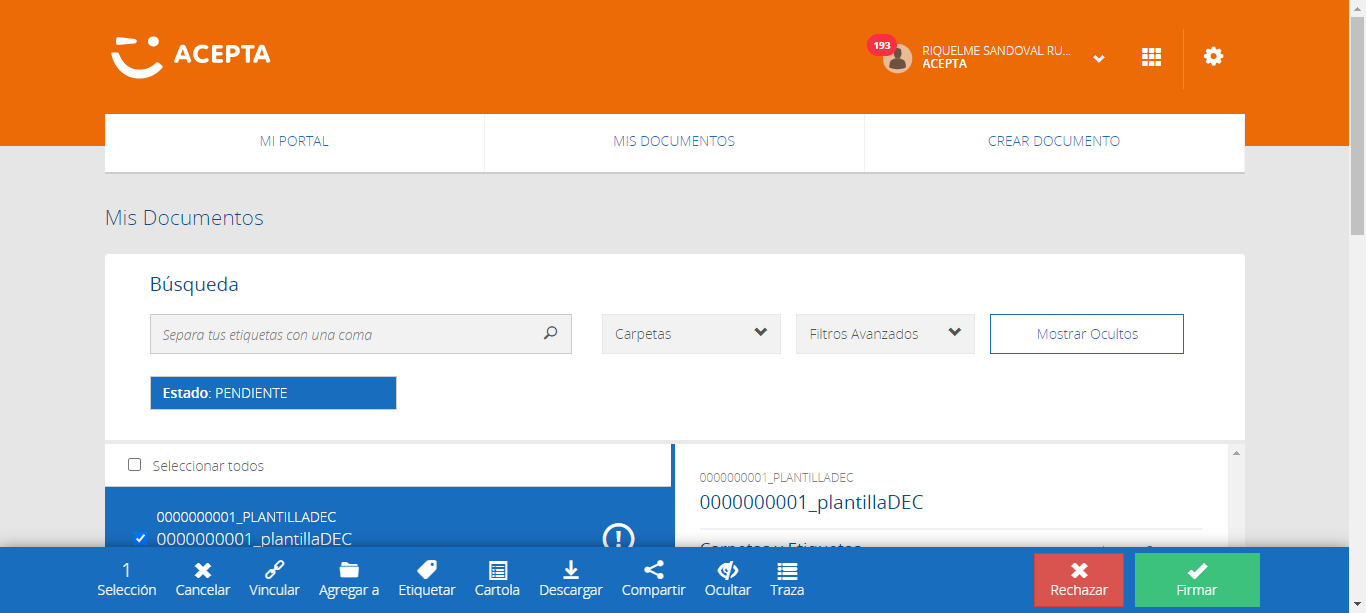 ACEPTA
193
RIQUELME SANDOVAL RU...
ACEPTA
MI PORTAL
MIS DOCUMENTOS
CREAR DOCUMENTO
Mis Documentos
Búsqueda
Separa tus etiquetas con una coma
Carpetas
Filtros Avanzados
Mostrar Ocultos
Estado: PENDIENTE
Seleccionar todos
0000000001_PLANTILLADEC
0000000001_plantillaDEC
0000000001_PLANTILLADEC
0000000001_plantillaDEC
Carpetas y Etiquetas
1
Selección
Cancelar
Vincular
Agregar a
Etiquetar
Cartola
Descargar
Compartir
Ocultar
Traza
Rechazar
Firmar